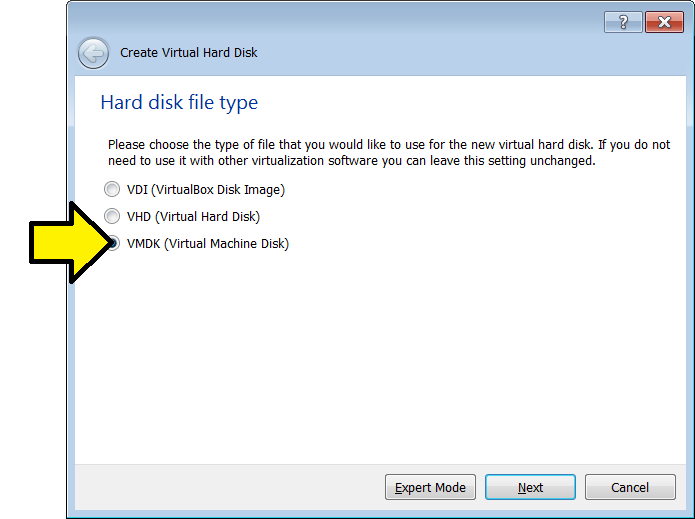 ?
Create Virtual Hard Disk
Hard disk file type
Please choose the type of file that you would like to use for the new virtual hard disk. If you do not
need to use it with other virtualization software you can leave this setting unchanged.
VDI (VirtualBox Disk Image)
VHD (Virtual Hard Disk)
VMDK (Virtual Machine Disk)
Expert Mode
Next
Cancel